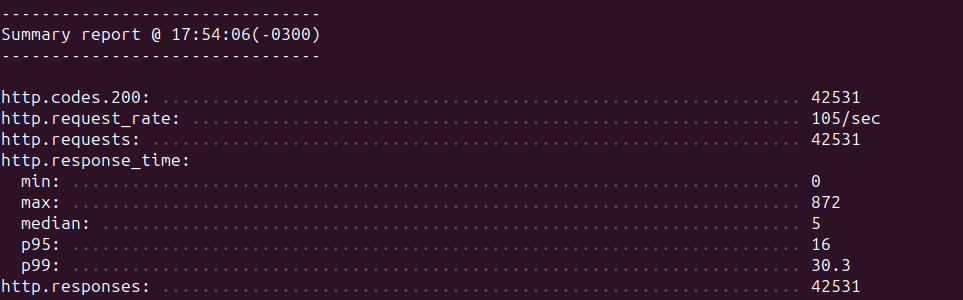 --------------------------------
Summary report @ 17:54:06(-0300)
--------------------------------
http.codes.200: ................................................................ 42531
http.request_rate: ............................................................. 105/sec
http.requests: ................................................................. 42531
http.response_time:
  min: ......................................................................... 0
  max: ......................................................................... 872
  median: ...................................................................... 5
  p95: ......................................................................... 16
  p99: ......................................................................... 30.3
http.responses: ................................................................ 42531